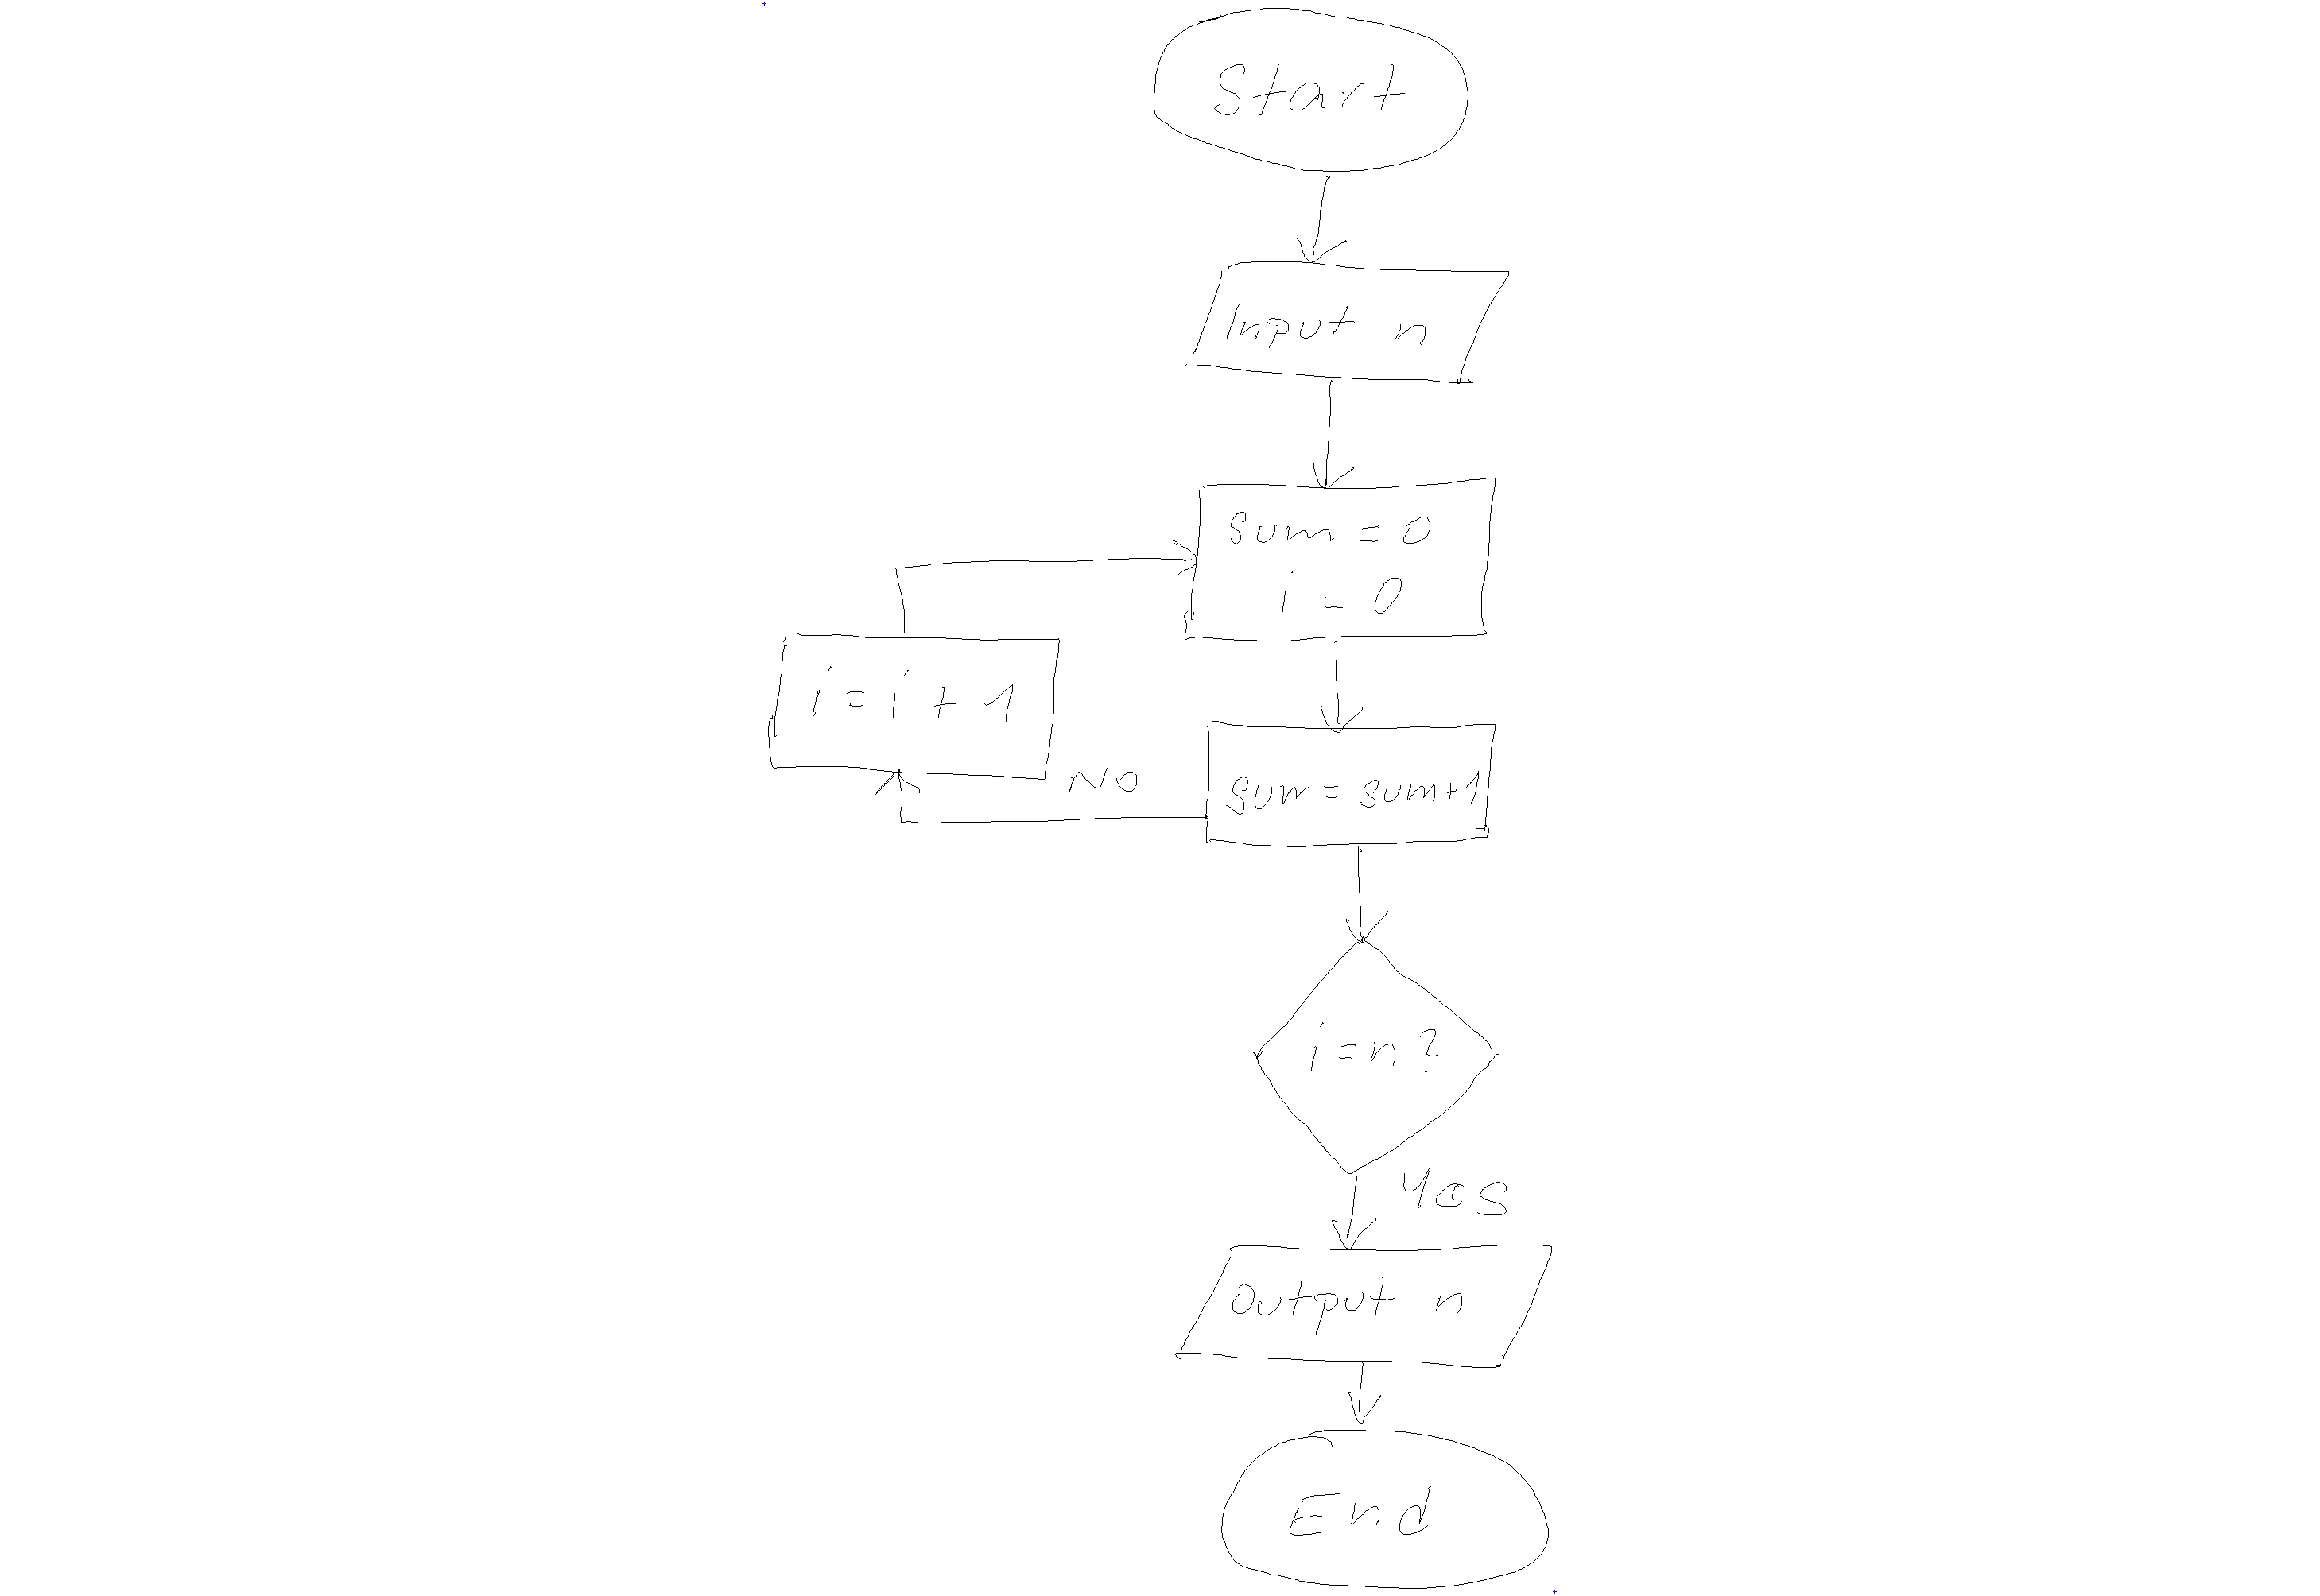 Start
Input n
sum = 0
i = 0
i = i + 1
NO
sum = sum+1
i = n?
Yes
Output n
End